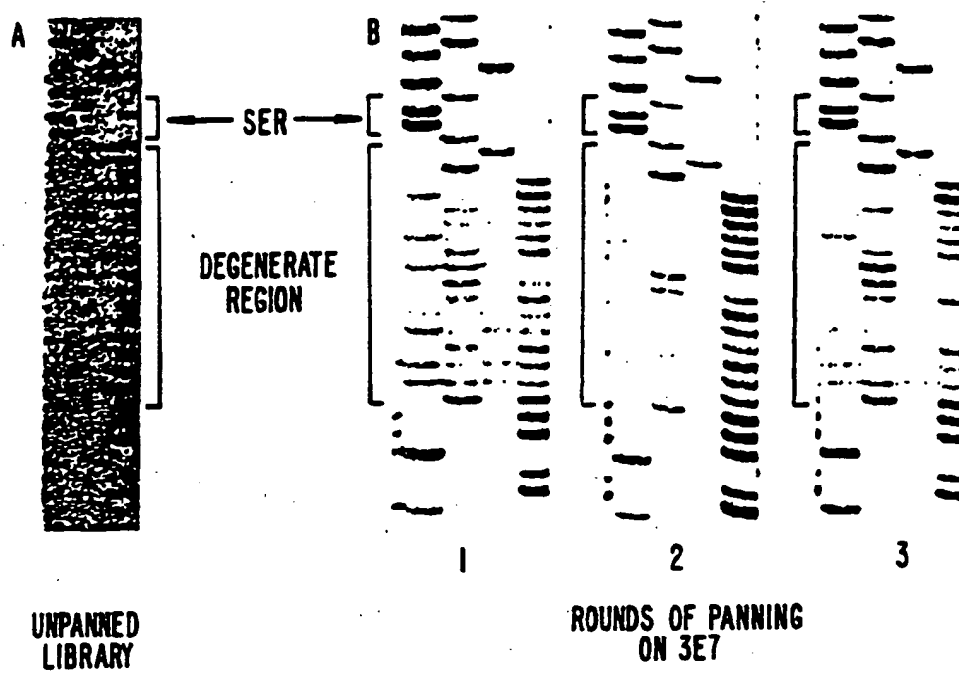 A
B
SER
DEGENERATE
REGION
1
2
3
UNPANNED
LIBRARY
ROUNDS OF PANNING
ON 3E7